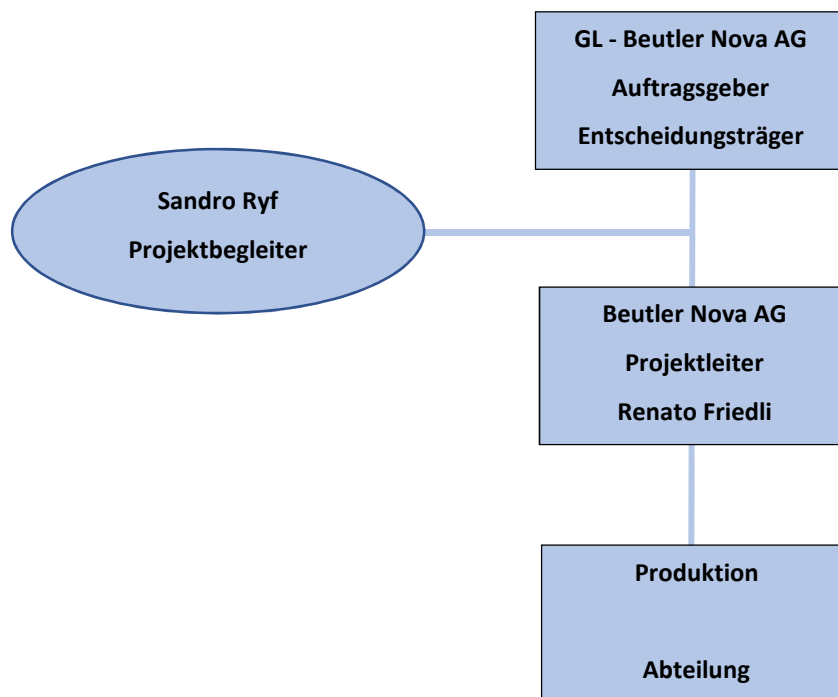 GL - Beutler Nova AG
Auftragsgeber
Entscheidungsträger
Sandro Ryf
Projektbegleiter
Beutler Nova AG
Projektleiter
Renato Friedli
Produktion
Abteilung